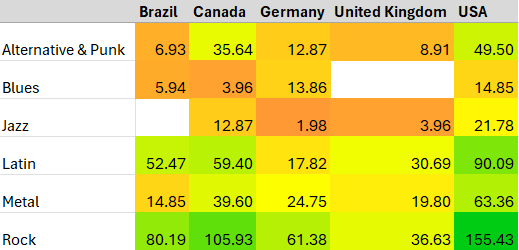 Brazil Canada Germany United Kingdom USA
Alternative & Punk 6.93 35.64 12.87 8.91 49.50
Blues 5.94 3.96 13.86 14.85
Jazz 12.87 1.98 3.96 21.78
Latin 52.47 59.40 17.82 30.69 90.09
Metal 14.85 39.60 24.75 19.80 63.36
Rock 80.19 105.93 61.38 36.63 155.43